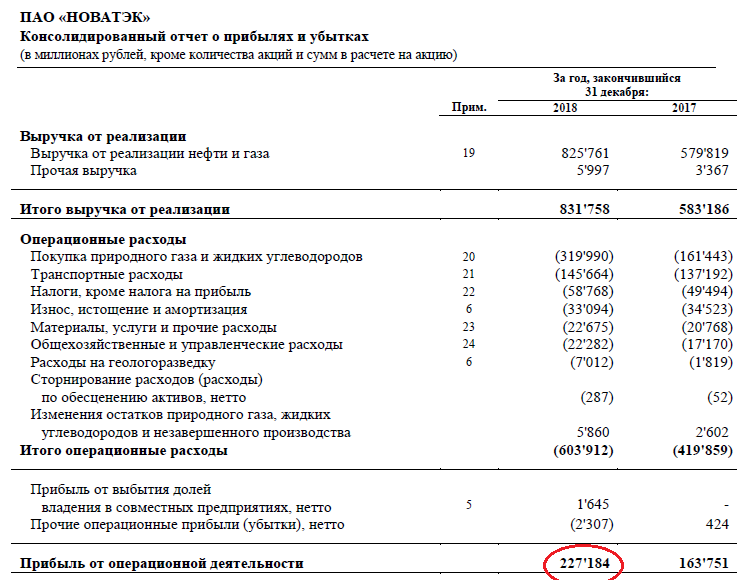 ПАО «НОВАТЭК»
Консолидированный отчет о прибылях и убытках
(в миллионах рублей, кроме количества акций и сумм в расчете на акцию)
За год, закончившийся
31 декабря:
Прим. 2018 2017
Выручка от реализации
Выручка от реализации нефти и газа 19 825'761 579'819
Прочая выручка 5'997 3'367
Итого выручка от реализации 831'758 583'186
Операционные расходы
Покупка природного газа и жидких углеводородов 20 (319'990) (161'443)
Транспортные расходы 21 (145'664) (137'192)
Налоги, кроме налога на прибыль 22 (58'768) (49'494)
Износ, истощение и амортизация 6 (33'094) (34'523)
Материалы, услуги и прочие расходы 23 (22'675) (20'768)
Общехозяйственные и управленческие расходы 24 (22'282) (17'170)
Расходы на геологоразведку 6 (7'012) (1'819)
Сторнирование расходов (расходы)
по обесценению активов, нетто (287) (52)
Изменения остатков природного газа, жидких
углеводородов и незавершенного производства 5'860 2'602
Итого операционные расходы (603'912) (419'859)
Прибыль от выбытия долей
владения в совместных предприятиях, нетто 5 1'645 -
Прочие операционные прибыли (убытки), нетто (2'307) 424
Прибыль от операционной деятельности 227'184 163'751